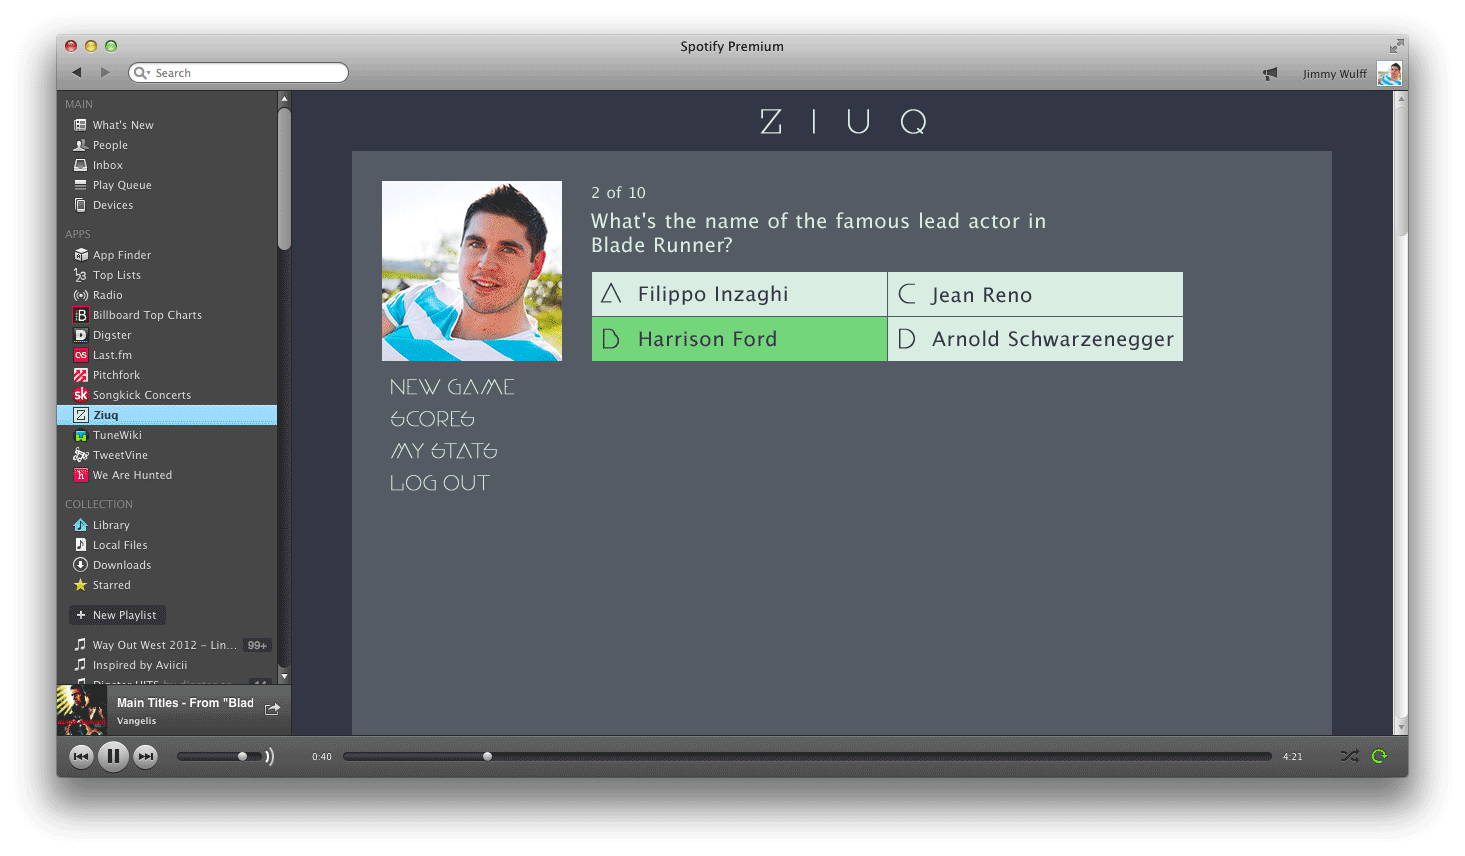 Spotify Premium
Search
Jimmy Wulff
MAIN
What's New
People
Inbox
Play Queue
Devices
APPS
App Finder
Top Lists
Radio
Billboard Top Charts
Digster
Last.fm
Pitchfork
Songkick Concerts
Ziuq
TuneWiki
TweetVine
We Are Hunted
COLLECTION
Library
Local Files
Downloads
Starred
+ New Playlist
Way Out West 2012 – Lin... 99+
Inspired by Aviicii
Main Titles - From "Blad
Vangelis
ZIUQ
2 of 10
What's the name of the famous lead actor in
Blade Runner?
A Filippo Inzaghi
C Jean Reno
B Harrison Ford
D Arnold Schwarzenegger
NEW GAME
SCORES
MY STATS
LOG OUT
0:40
4:21